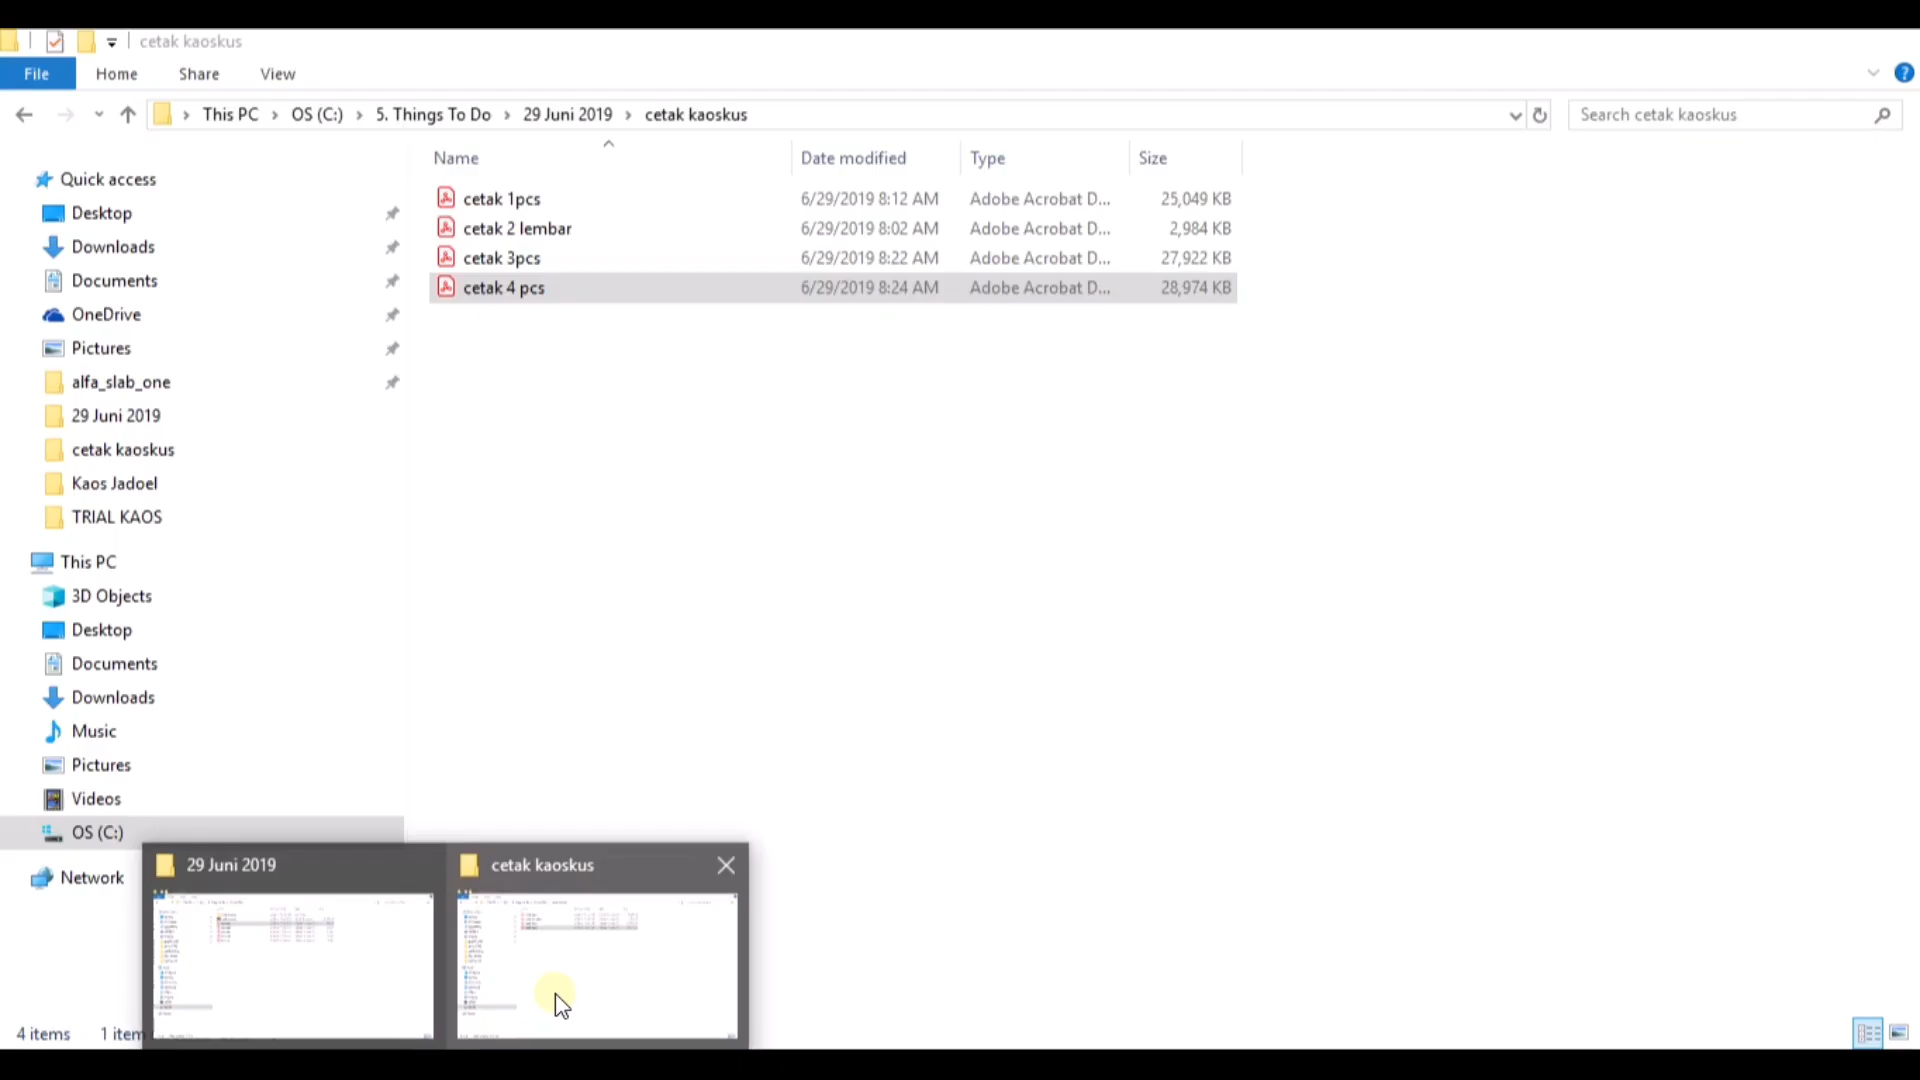 cetak kaoskus
File Home Share View
This PC OS (C:) 5. Things To Do 29 Juni 2019 cetak kaoskus Search cetak kaoskus
Name Date modified Type Size
cetak 1pcs 6/29/2019 8:12 AM Adobe Acrobat D... 25,049 KB
cetak 2 lembar 6/29/2019 8:02 AM Adobe Acrobat D... 2,984 KB
cetak 3pcs 6/29/2019 8:22 AM Adobe Acrobat D... 27,922 KB
cetak 4 pcs 6/29/2019 8:24 AM Adobe Acrobat D... 28,974 KB
Quick access
Desktop
Downloads
Documents
OneDrive
Pictures
alfa_slab_one
29 Juni 2019
cetak kaoskus
Kaos Jadoel
TRIAL KAOS
This PC
3D Objects
Desktop
Documents
Downloads
Music
Pictures
Videos
OS (C:)
Network
29 Juni 2019 cetak kaoskus
4 items 1 item